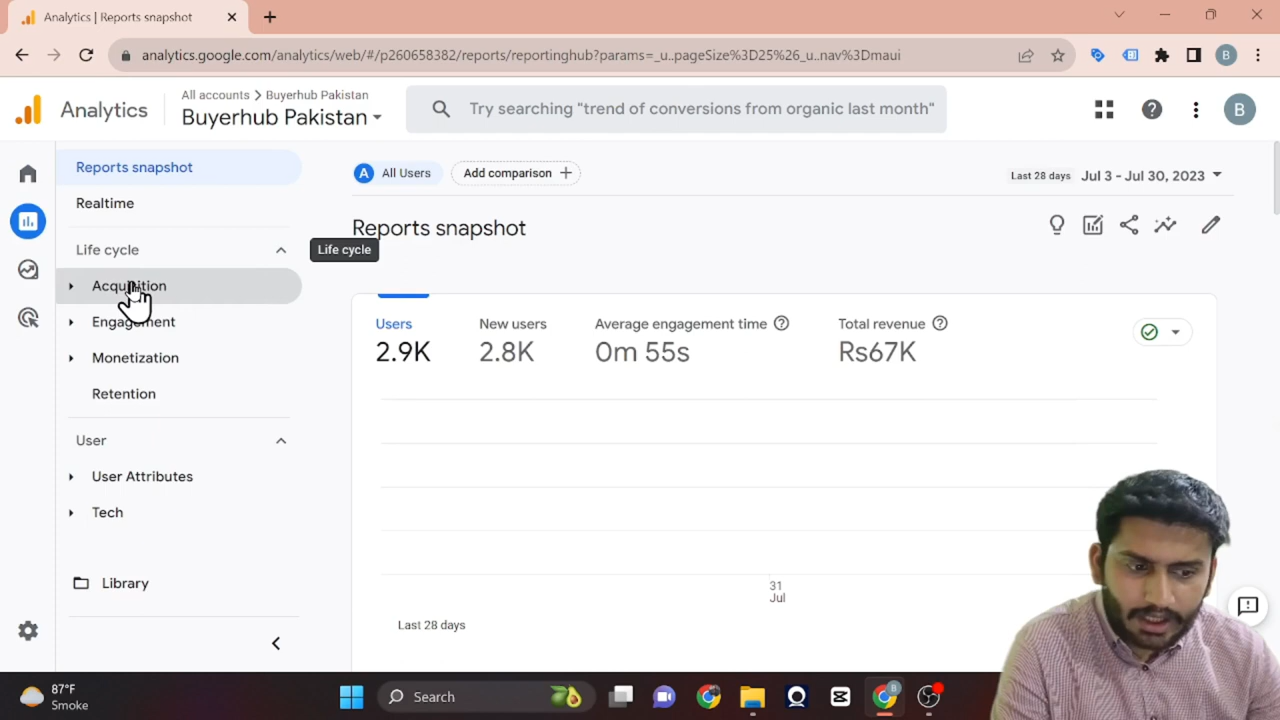 Analytics | Reports snapshot
analytics.google.com/analytics/web/#/p260658382/reports/reportinghub?params=_u..pageSize%3D25%26_u..nav%3Dmaui
B
Analytics
All accounts > Buyerhub Pakistan
Buyerhub Pakistan
Try searching "trend of conversions from organic last month"
B
Reports snapshot
Realtime
Life cycle
Life cycle
Acquisition
Engagement
Monetization
Retention
User
User Attributes
Tech
Library
A All Users
Add comparison +
Last 28 days Jul 3 - Jul 30, 2023
Reports snapshot
Users
2.9K
New users
2.8K
Average engagement time
0m 55s
Total revenue
Rs67K
31
Jul
Last 28 days
87°F
Smoke
Search
B